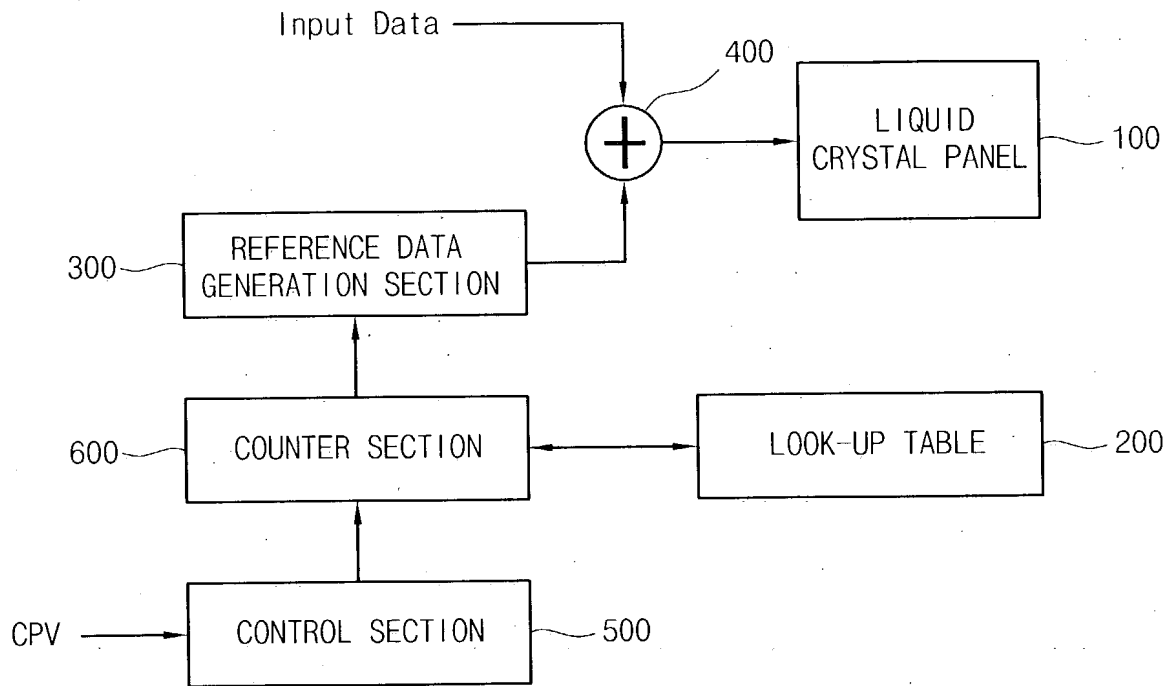 Input Data
400
LIQUID
CRYSTAL PANEL
100
REFERENCE DATA
GENERATION SECTION
300
COUNTER SECTION
600
LOOK-UP TABLE
200
CPV
CONTROL SECTION
500